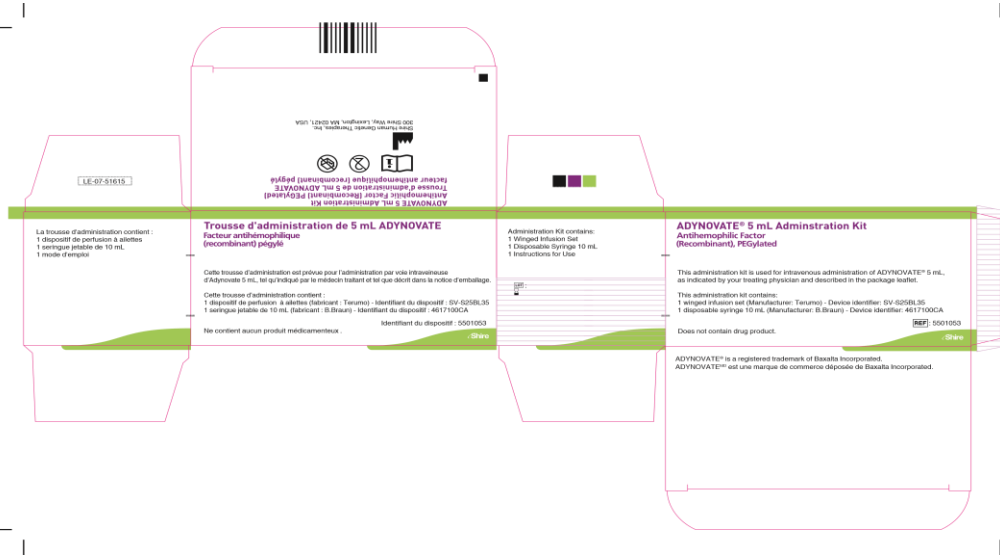 Shire Human Genetic Therapies, Inc.
300 Shire Way, Lexington, MA 02421, USA
ADYNOVATE 5 mL Administration Kit
Antihemophilic Factor (Recombinant) PEGylated)
Trousse d'administration de 5 mL ADYNOVATE
facteur antihemophilique [recombinant] pégylé
LE-07-51615
La trousse d'administration contient :
1 dispositif de perfusion à ailettes
1 seringue jetable de 10 mL
1 mode d'emploi
Trousse d'administration de 5 mL ADYNOVATE
Facteur antihémophilique
(recombinant) pégylé
Cette trousse d'administration est prévue pour l'administration par voie intraveineuse
d'Adynovate 5 mL, tel qu'indiqué par le médecin traitant et tel que décrit dans la notice d'emballage.
Cette trousse d'administration contient :
1 dispositif de perfusion à ailettes (fabricant : Terumo) - Identifiant du dispositif : SV-S25BL35
1 seringue jetable de 10 mL (fabricant : B.Braun) - Identifiant du dispositif : 4617100CA
Identifiant du dispositif : 5501053
Ne contient aucun produit médicamenteux .
Shire
Administration Kit contains:
1 Winged Infusion Set
1 Disposable Syringe 10 mL
1 Instructions for Use
ADYNOVATE® 5 mL Adminstration Kit
Antihemophilic Factor
(Recombinant), PEGylated
This administration kit is used for intravenous administration of ADYNOVATE® 5 mL,
as indicated by your treating physician and described in the package leaflet.
This administration kit contains:
1 winged infusion set (Manufacturer: Terumo) - Device identifier: SV-S25BL35
1 disposable syringe 10 mL (Manufacturer: B.Braun) - Device identifier: 4617100CA
REF : 5501053
Does not contain drug product.
Shire
ADYNOVATE® is a registered trademark of Baxalta Incorporated.
ADYNOVATEᴹᴰ est une marque de commerce déposée de Baxalta Incorporated.